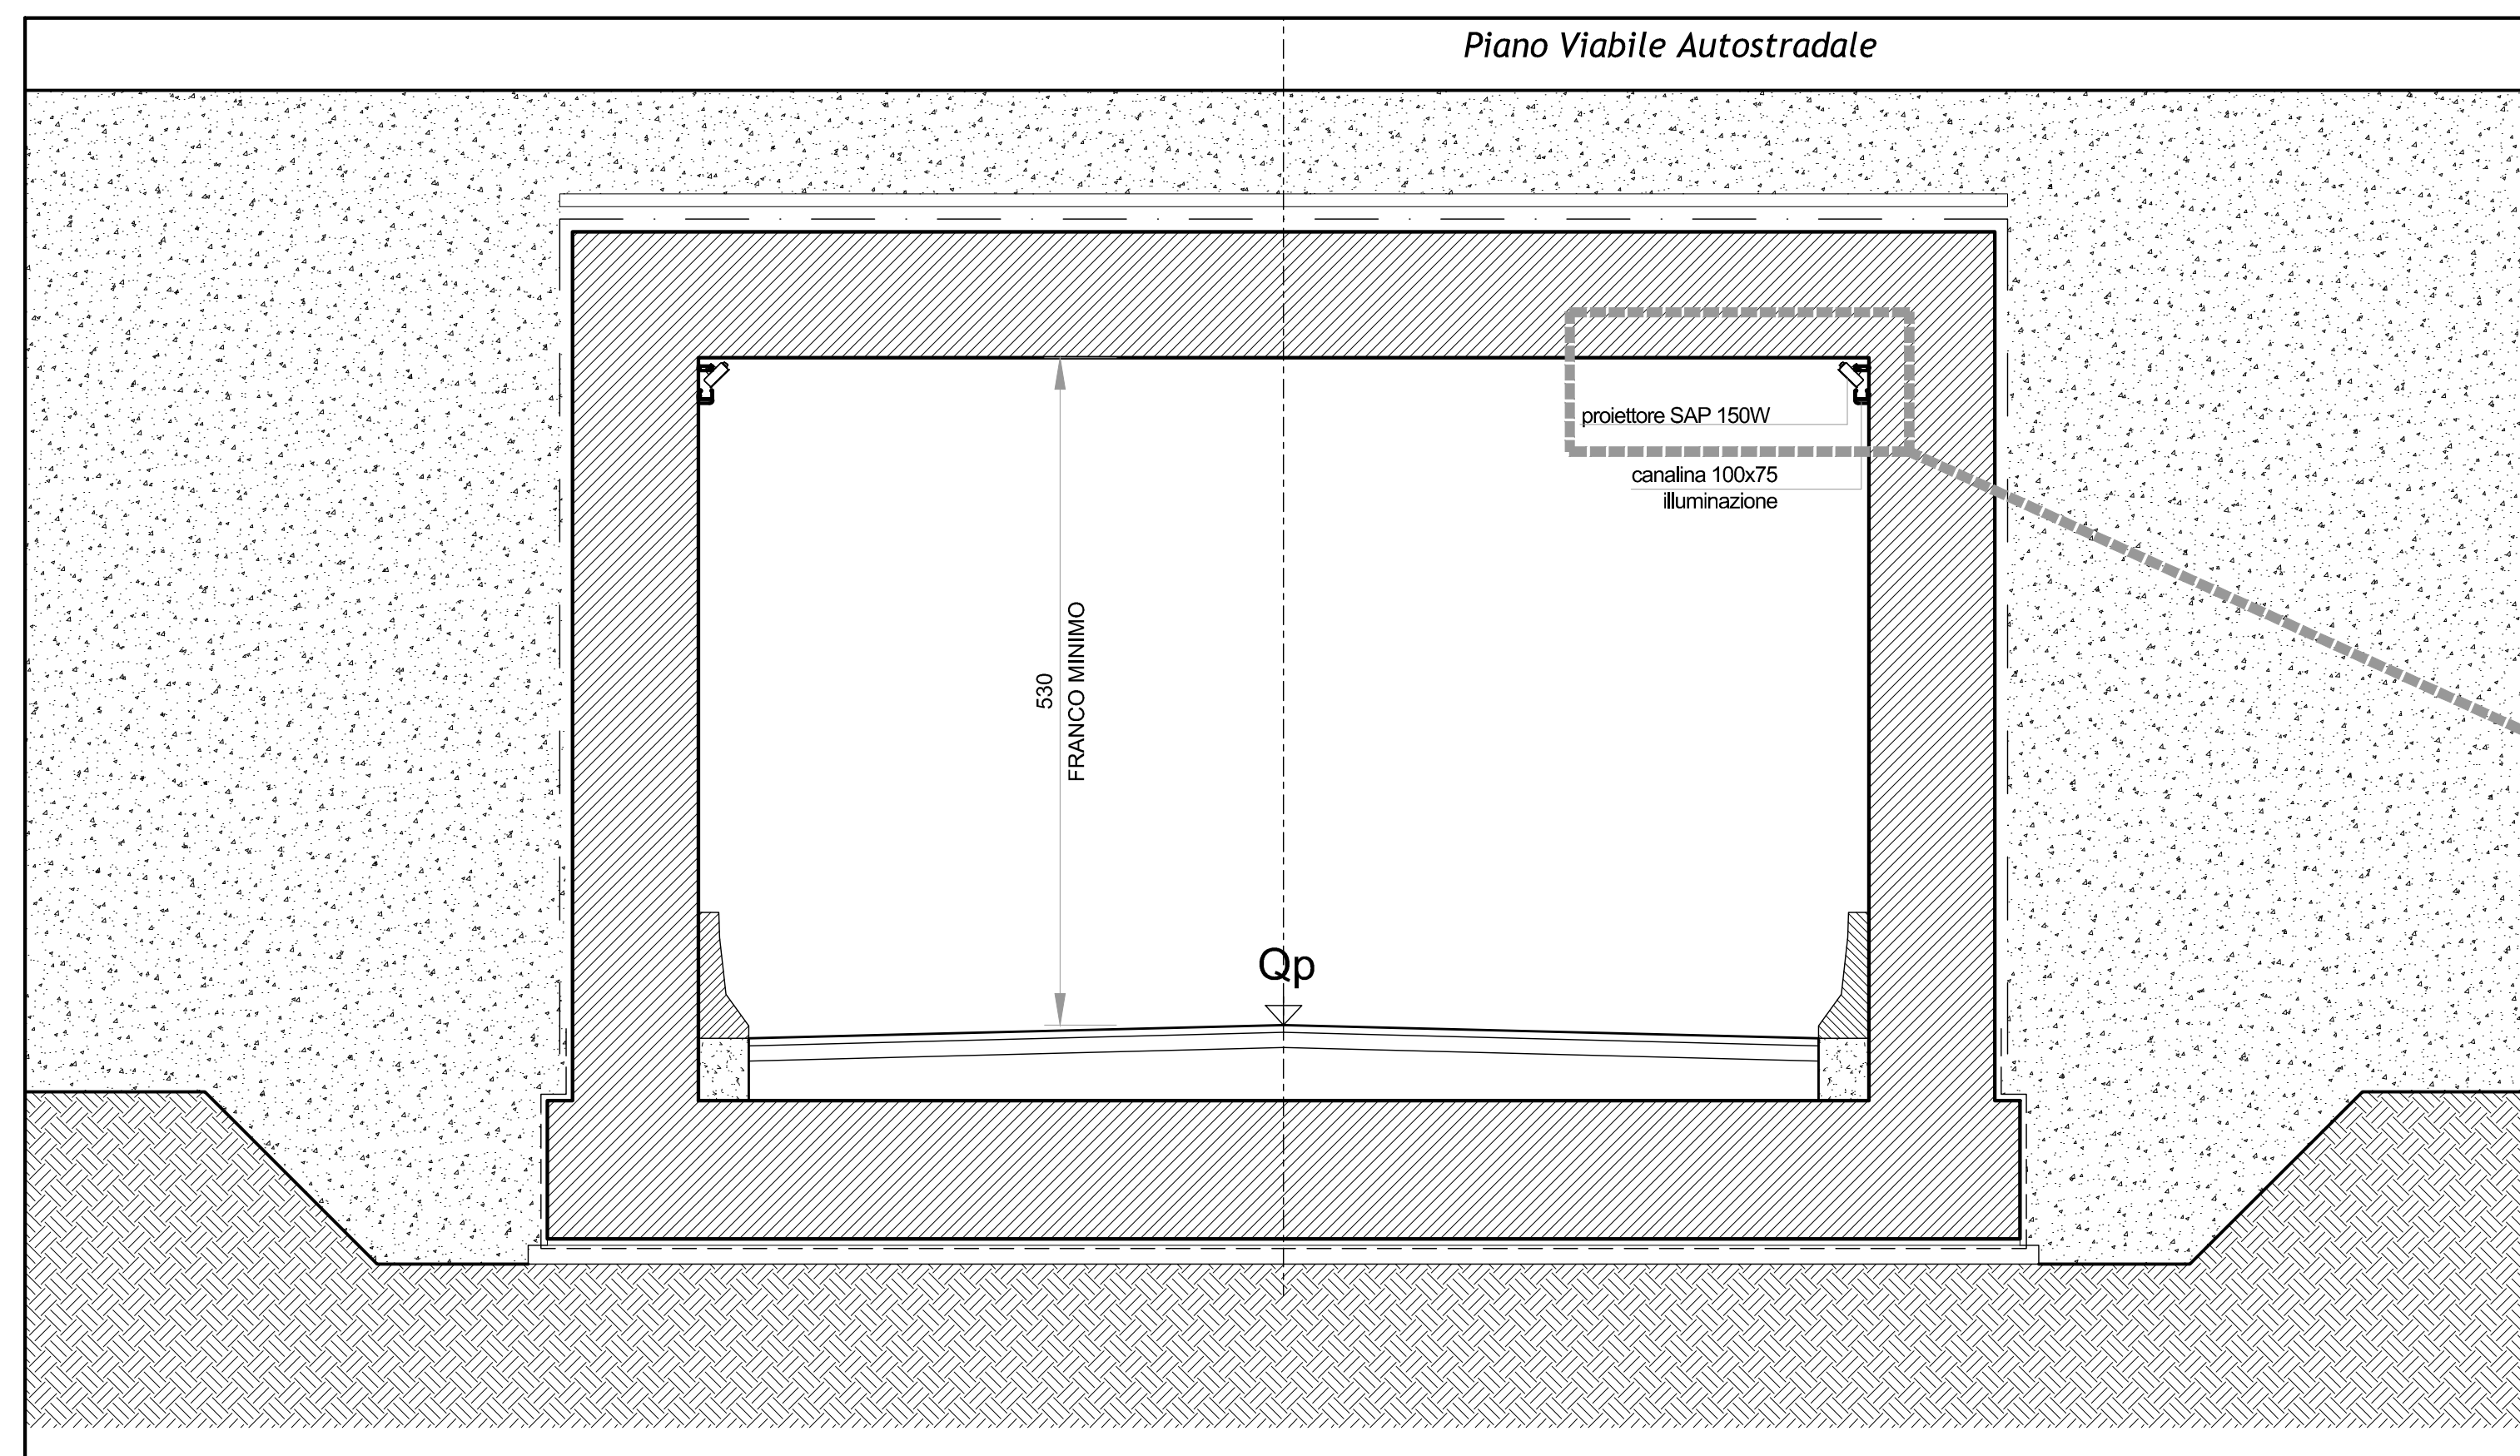 Piano Viabile Autostradale
proiettore SAP 150W
canalina 100x75
illuminazione
530
FRANCO MINIMO
Qp